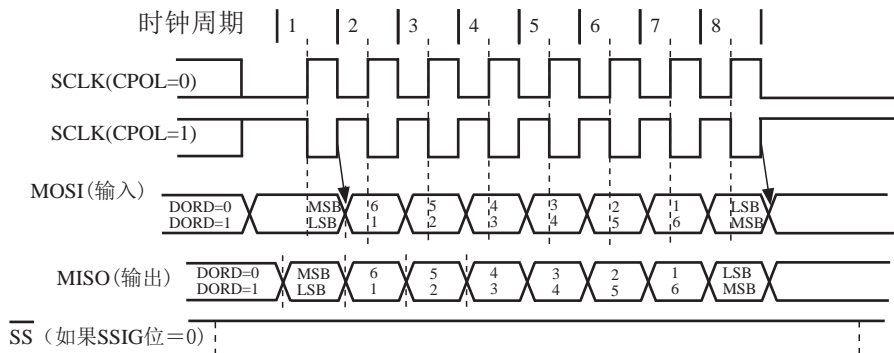 时钟周期 1 2 3 4 5 6 7 8
SCLK(CPOL=0)
SCLK(CPOL=1)
MOSI(输入)
DORD=0 MSB 6 5 4 3 2 1 LSB
DORD=1 LSB 1 2 3 4 5 6 MSB
MISO(输出)
DORD=0 MSB 6 5 4 3 2 1 LSB
DORD=1 LSB 1 2 3 4 5 6 MSB
SS（如果SSIG位＝0）